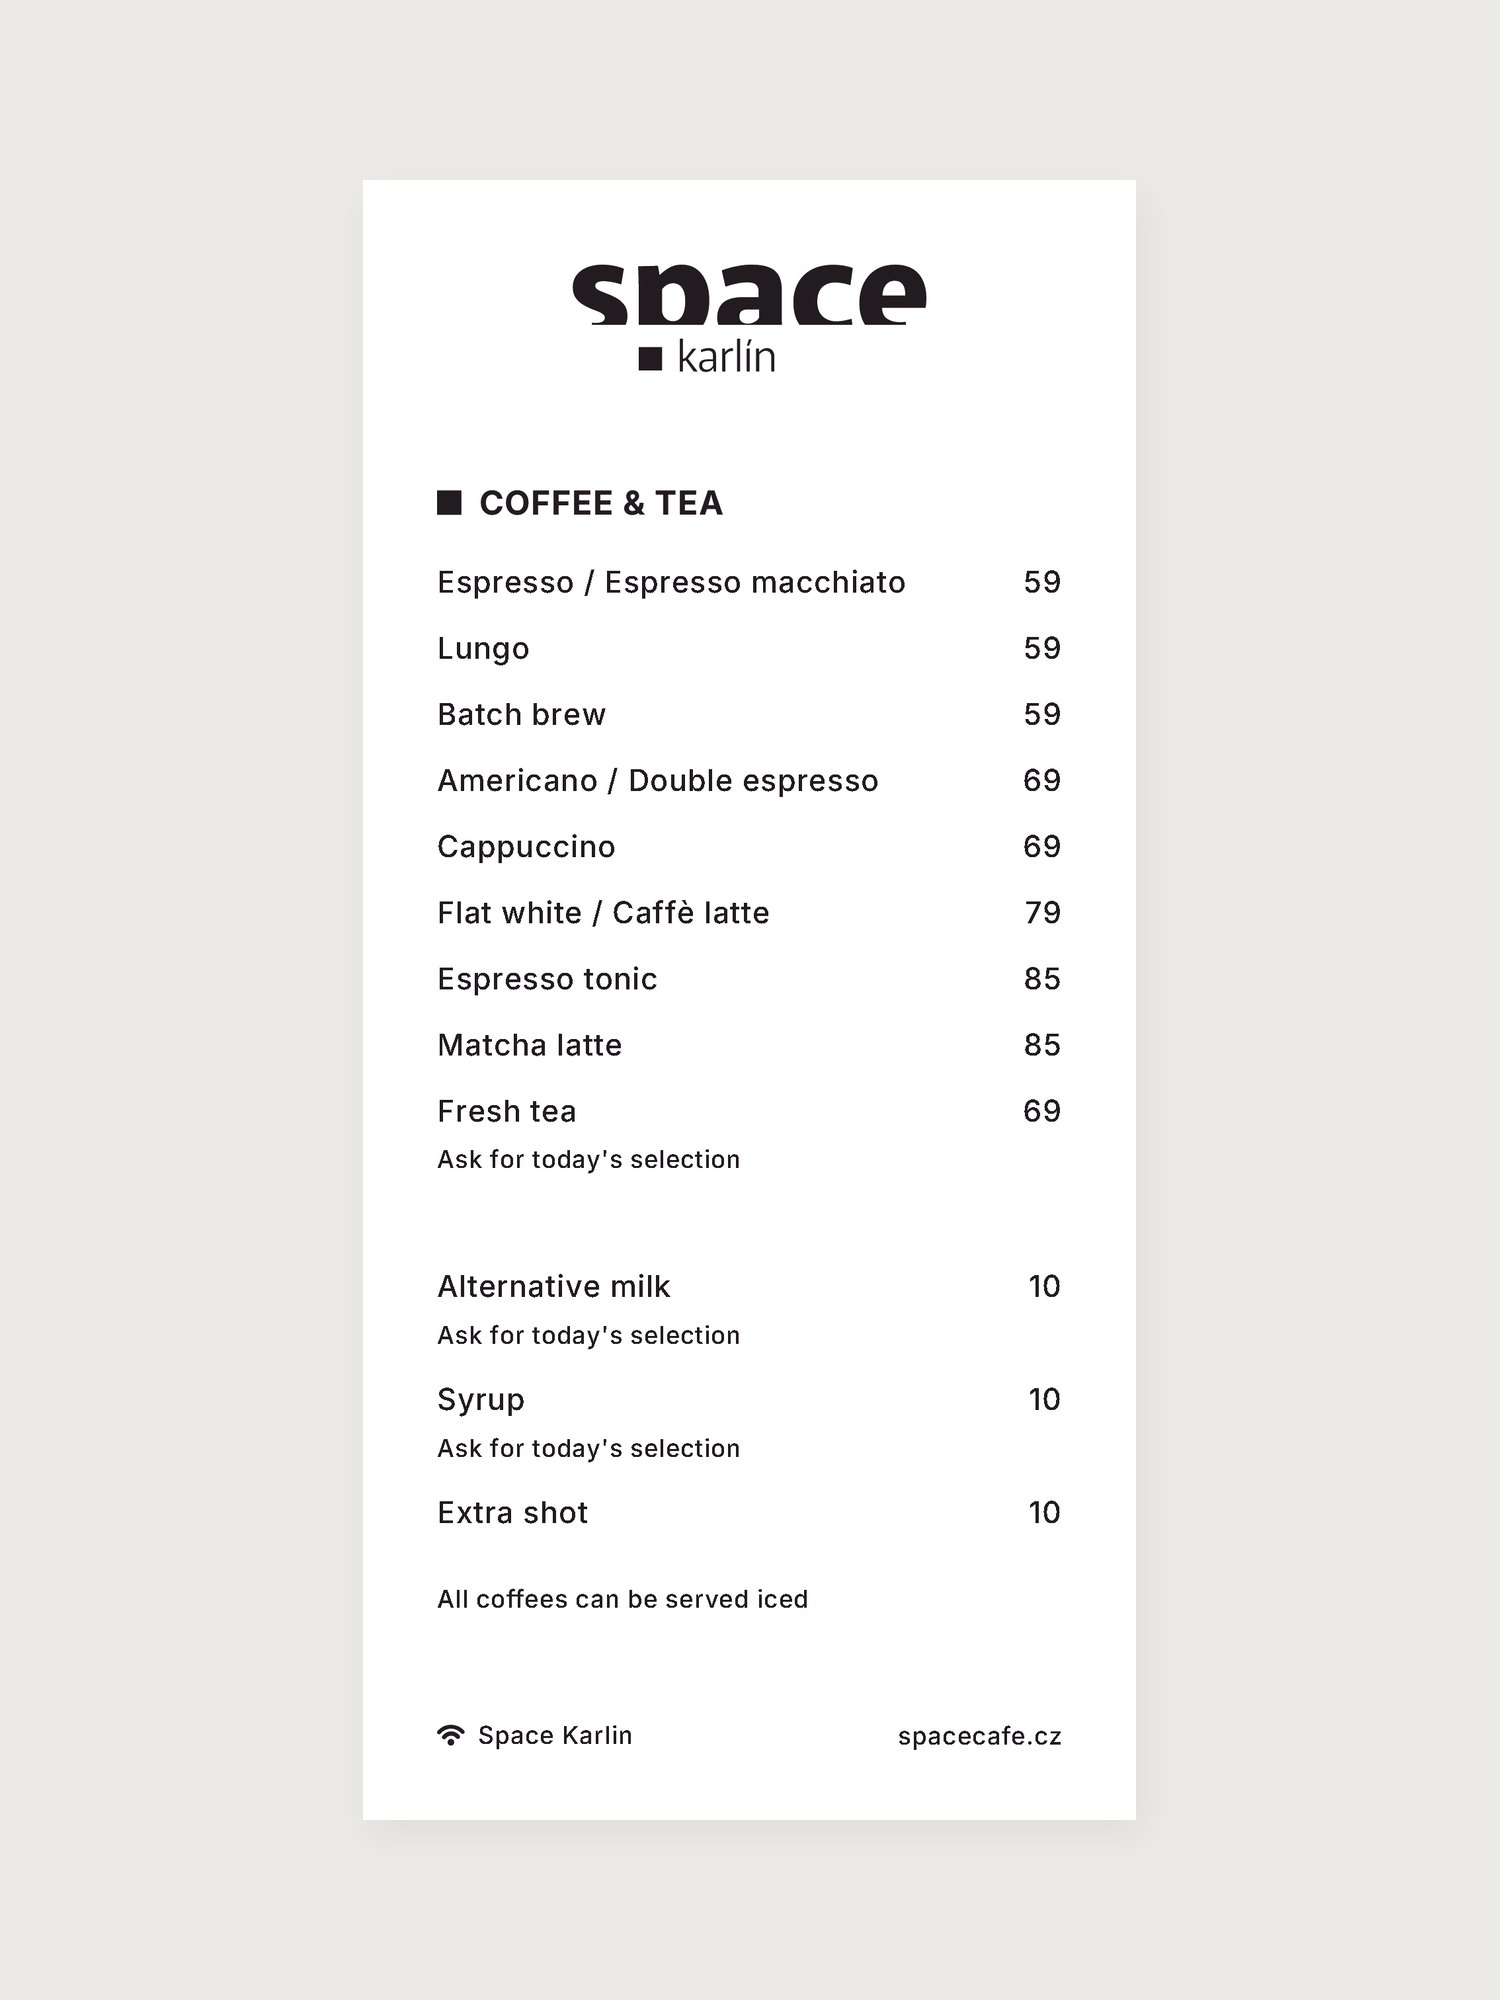 space
karlín
COFFEE & TEA
Espresso / Espresso macchiato 59
Lungo 59
Batch brew 59
Americano / Double espresso 69
Cappuccino 69
Flat white / Caffè latte 79
Espresso tonic 85
Matcha latte 85
Fresh tea 69
Ask for today's selection
Alternative milk 10
Ask for today's selection
Syrup 10
Ask for today's selection
Extra shot 10
All coffees can be served iced
Space Karlin spacecafe.cz